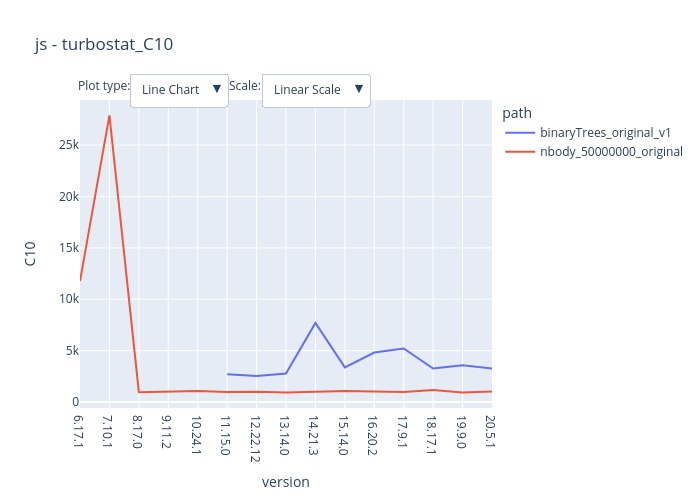 js - turbostat_C10
Plot type: Line Chart ▼ Scale: Linear Scale ▼
path
binaryTrees_original_v1
nbody_50000000_original
25k
20k
15k
10k
5k
0
C10
6.17.1
7.10.1
8.17.0
9.11.2
10.24.1
11.15.0
12.22.12
13.14.0
14.21.3
15.14.0
16.20.2
17.9.1
18.17.1
19.9.0
20.5.1
version